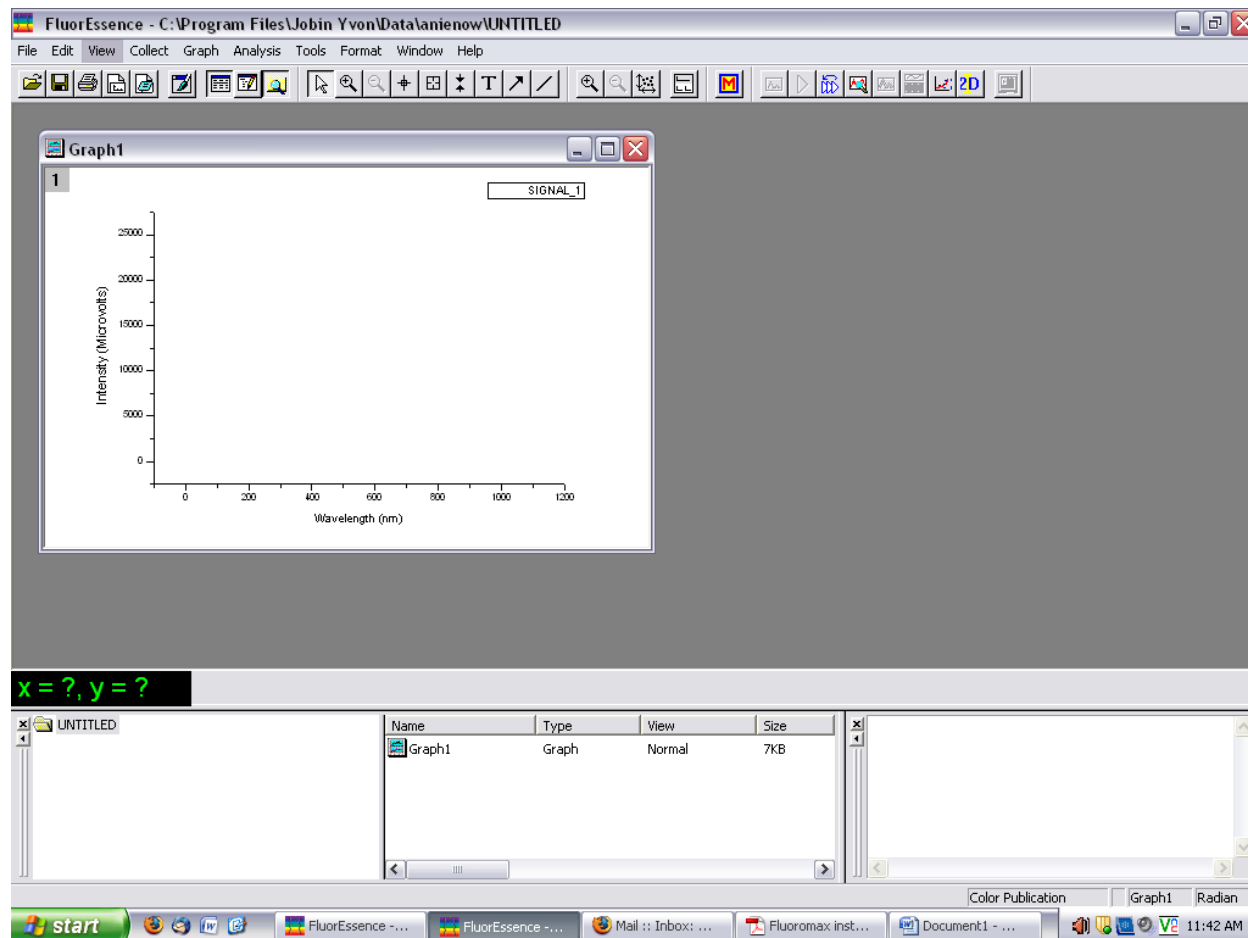 FluorEssence - C:\Program Files\Jobin Yvon\Data\anienow\UNTITLED
File Edit View Collect Graph Analysis Tools Format Window Help
T M 2D
Graph1
1
SIGNAL_1
25000
20000
15000
10000
5000
0
Intensity (Microvolts)
0 200 400 600 800 1000 1200
Wavelength (nm)
x = ?, y = ?
UNTITLED
Name Type View Size
Graph1 Graph Normal 7KB
Color Publication Graph1 Radian
start FluorEssence -... FluorEssence -... Mail :: Inbox: ... Fluoromax inst... Document1 - ... 11:42 AM